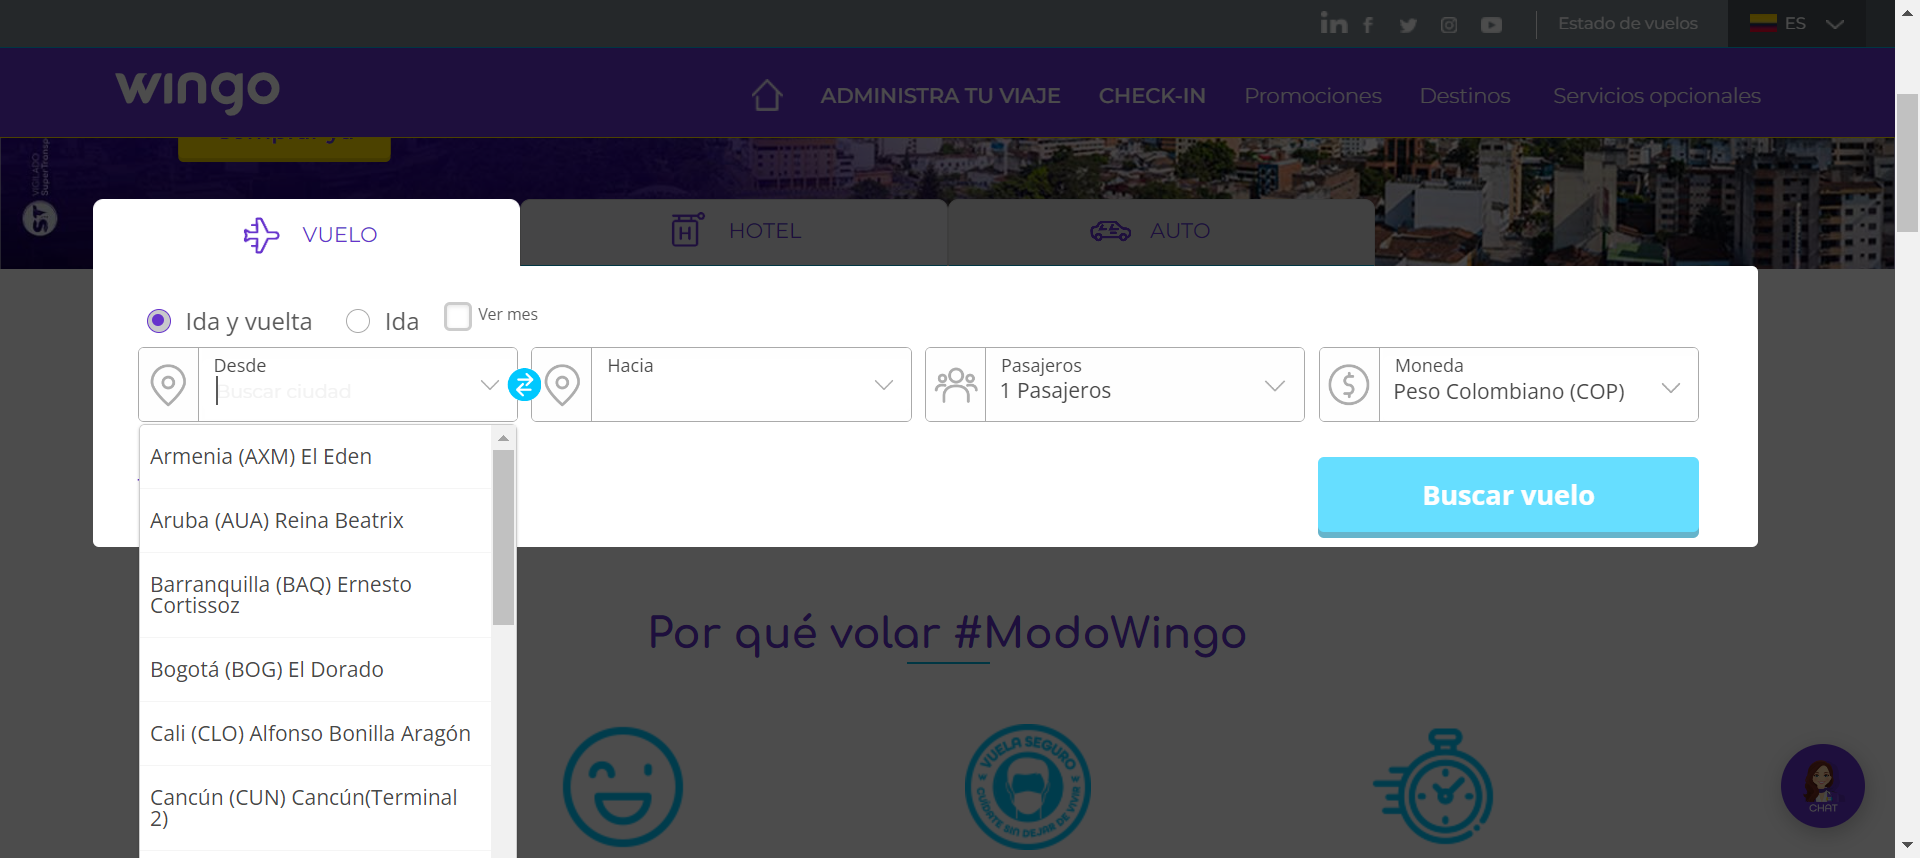 Estado de vuelos
ES
wingo
ADMINISTRA TU VIAJE
CHECK-IN
Promociones
Destinos
Servicios opcionales
VIGILADO
VUELO
HOTEL
AUTO
Ida y vuelta
Ida
Ver mes
Desde
Buscar ciudad
Hacia
Pasajeros
1 Pasajeros
Moneda
Peso Colombiano (COP)
Armenia (AXM) El Eden
Aruba (AUA) Reina Beatrix
Barranquilla (BAQ) Ernesto
Cortissoz
Bogotá (BOG) El Dorado
Cali (CLO) Alfonso Bonilla Aragón
Cancún (CUN) Cancún(Terminal
2)
Buscar vuelo
Por qué volar #ModoWingo
VUELA SEGURO
CUÍDATE SIN DEJAR DE VIVIR
CHAT